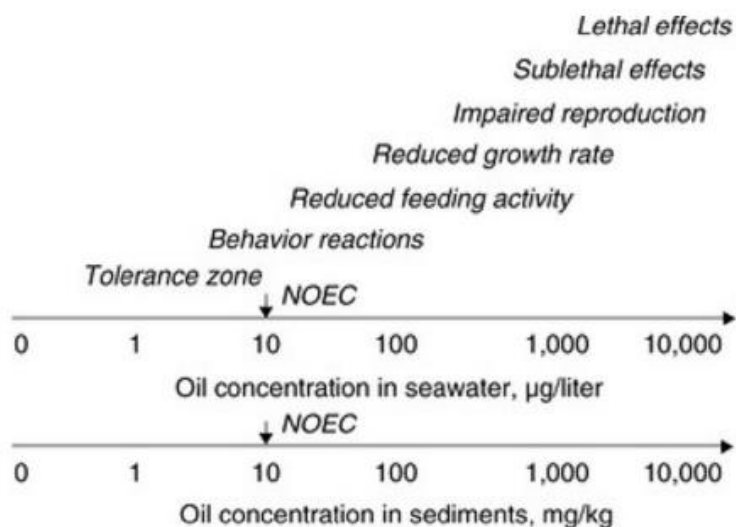 Lethal effects
Sublethal effects
Impaired reproduction
Reduced growth rate
Reduced feeding activity
Behavior reactions
Tolerance zone
NOEC
0 1 10 100 1,000 10,000
Oil concentration in seawater, µg/liter
NOEC
0 1 10 100 1,000 10,000
Oil concentration in sediments, mg/kg